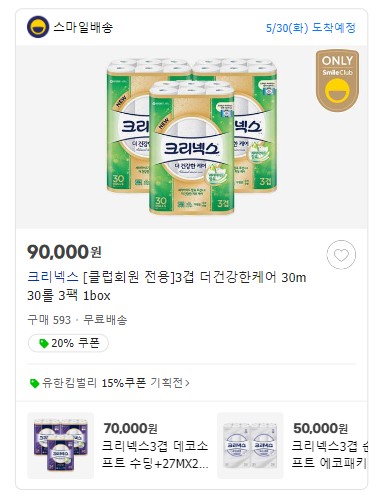 스마일배송
5/30(화) 도착예정
ONLY
SmileClub
NEW
크리넥스
더 건강한 케어
30
3겹
90,000원
크리넥스 [클럽회원 전용]3겹 더건강한케어 30m
30롤 3팩 1box
구매 593 · 무료배송
20% 쿠폰
유한킴벌리 15%쿠폰 기획전>
70,000원
크리넥스3겹 데코소
프트 수딩+27MX2...
50,000원
크리넥스3겹 순
프트 에코패키